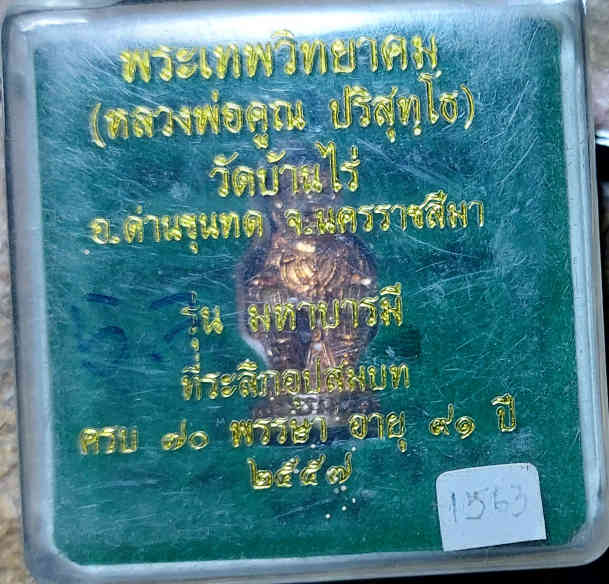 พระเทพวิทยาคม
(หลวงพ่อคูณ ปริสุทฺโธ)
วัดบ้านไร่
อ.ด่านขุนทด จ.นครราชสีมา
รุ่น มหาบารมี
ที่ระลึกอุปสมบท
ครบ ๗๐ พรรษา อายุ ๙๑ ปี
๒๕๕๗
1563